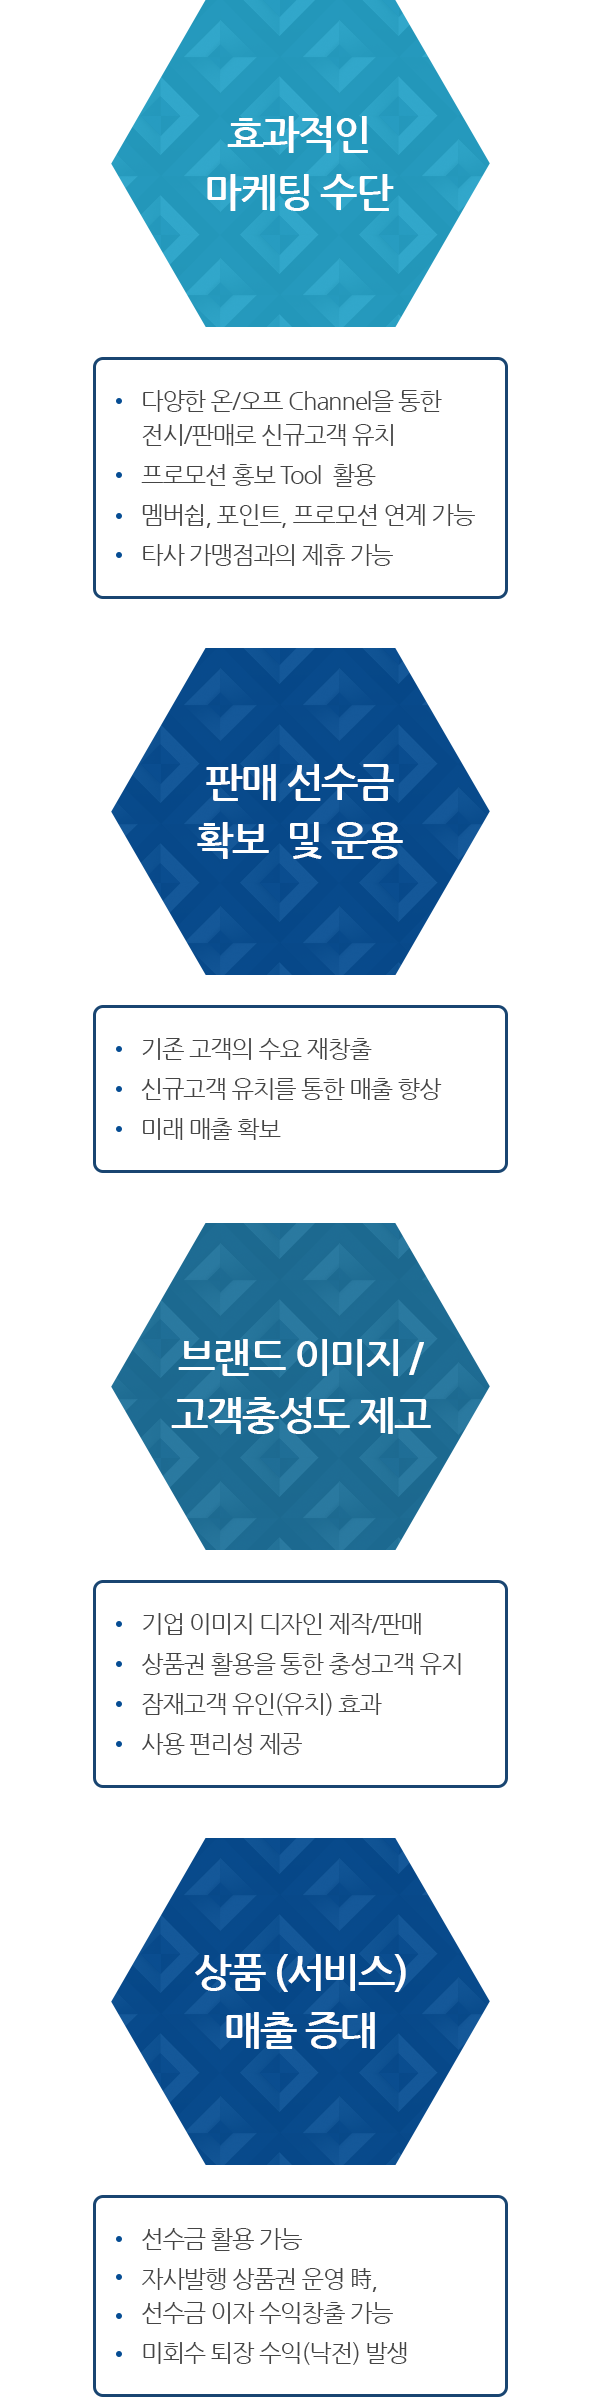 효과적인
마케팅 수단
• 다양한 온/오프 Channel을 통한
전시/판매로 신규고객 유치
• 프로모션 홍보 Tool 활용
• 멤버쉽, 포인트, 프로모션 연계 가능
• 타사 가맹점과의 제휴 가능
판매 선수금
확보 및 운용
• 기존 고객의 수요 재창출
• 신규고객 유치를 통한 매출 향상
• 미래 매출 확보
브랜드 이미지 /
고객충성도 제고
• 기업 이미지 디자인 제작/판매
• 상품권 활용을 통한 충성고객 유지
• 잠재고객 유인(유치) 효과
• 사용 편리성 제공
상품 (서비스)
매출 증대
• 선수금 활용 가능
• 자사발행 상품권 운영 時,
• 선수금 이자 수익창출 가능
• 미회수 퇴장 수익(낙전) 발생